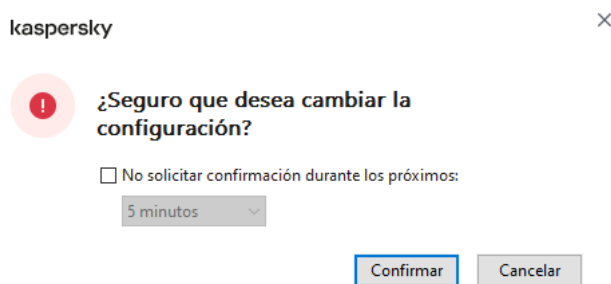 kaspersky
¿Seguro que desea cambiar la
configuración?
No solicitar confirmación durante los próximos:
5 minutos
Confirmar
Cancelar